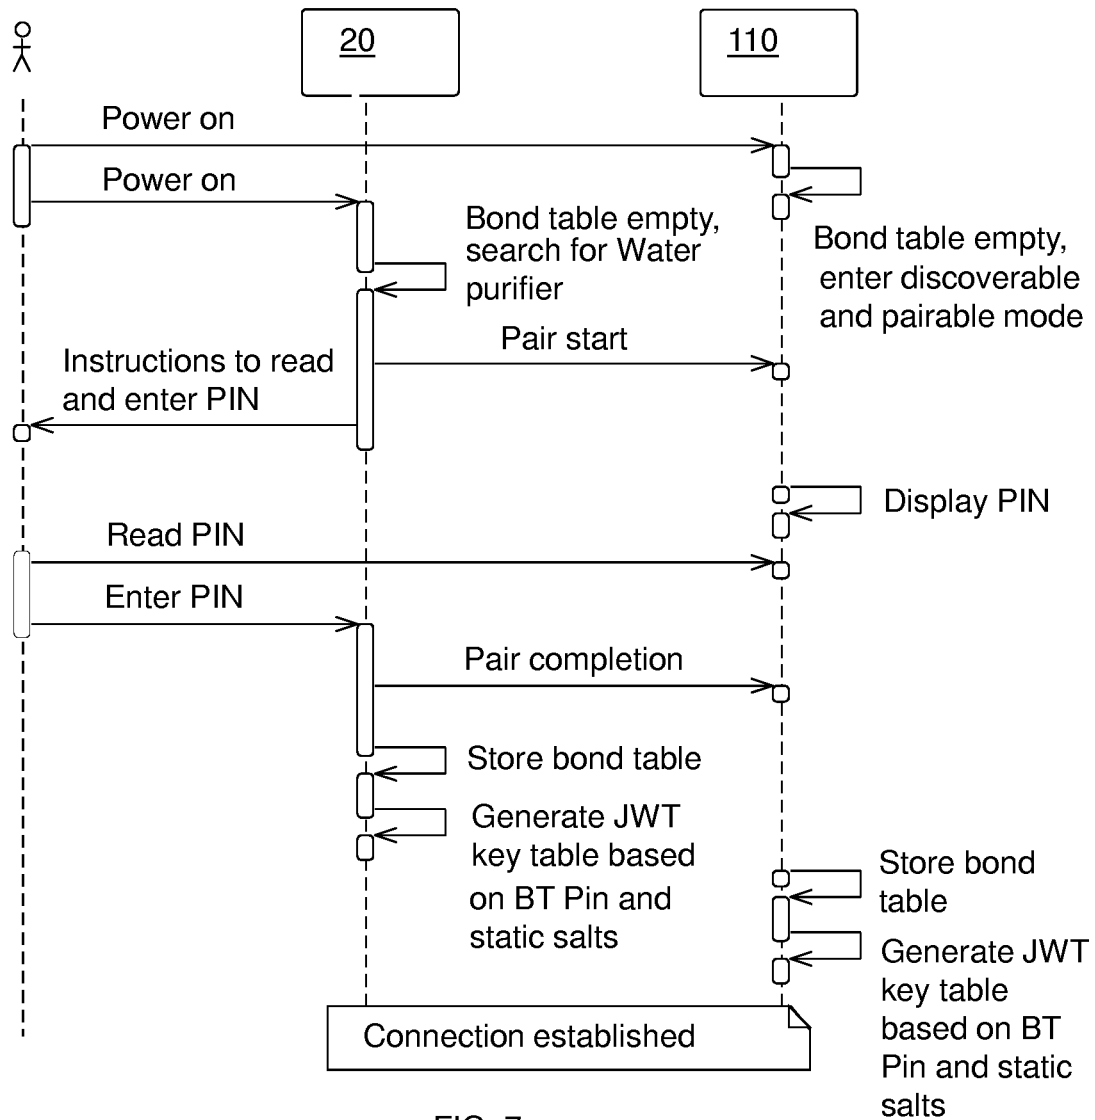 20
110
Power on
Power on
Bond table empty,
search for Water
purifier
Bond table empty,
enter discoverable
and pairable mode
Pair start
Instructions to read
and enter PIN
Display PIN
Read PIN
Enter PIN
Pair completion
Store bond table
Generate JWT
key table based
on BT Pin and
static salts
Store bond
table
Generate JWT
key table
based on BT
Pin and static
salts
Connection established
FIG. 7